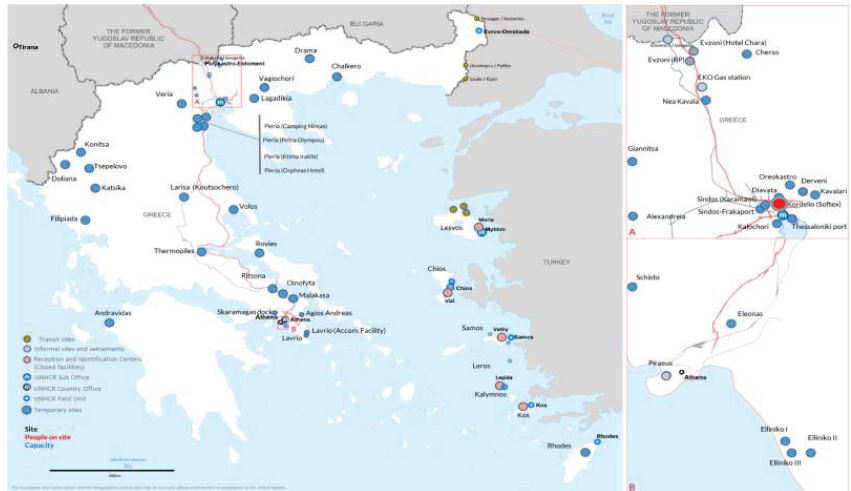 THE FORMER
YUGOSLAV REPUBLIC
OF MACEDONIA
BULGARIA
Tirana
ALBANIA
Evros-Orestiada
Drama
Chalkero
Vagiochori
Lagadikia
Veria
A
Pieria (Camping Nireas)
Pieria (Petra Olympou)
Pieria (Ktima Iraklis)
Pieria (Orpheas Hotel)
Konitsa
Tsepelovo
Doliana
Katsika
Filipiada
Larisa (Koutsochero)
GREECE
Volos
Thermopiles
Rovies
Ritsona
Oinofyta
Malakasa
Skaramagas dock
Agios Andreas
Athens
Athens
B
Lavrio (Accom. Facility)
Lavrio
Andravidas
Lesvos
Moria
Mytilini
Chios
Chios
Vial
TURKEY
Samos
Vathy
Samos
Leros
Lepida
Kalymnos
Kos
Kos
Rhodes
Rhodes
Transit sites
Informal sites and settlements
Reception and Identification Centers
(Closed facilities)
UNHCR Sub Office
UNHCR Country Office
UNHCR Field Unit
Temporary sites
Site
People on site
Capacity
Mediterranean
Sea
THE FORMER
YUGOSLAV REPUBLIC
OF MACEDONIA
Evzoni (Hotel Chara)
Cherso
Evzoni (BP)
EKO Gas station
Nea Kavala
GREECE
Giannitsa
Oreokastro
Derveni
Diavata
Kavalari
Sindos (Karamanli)
Kordelio (Softex)
Sindos-Frakaport
Alexandreia
Kalochori
Thessaloniki port
A
Schisto
Eleonas
Piraeus
Athens
Elliniko I
Elliniko II
Elliniko III
B